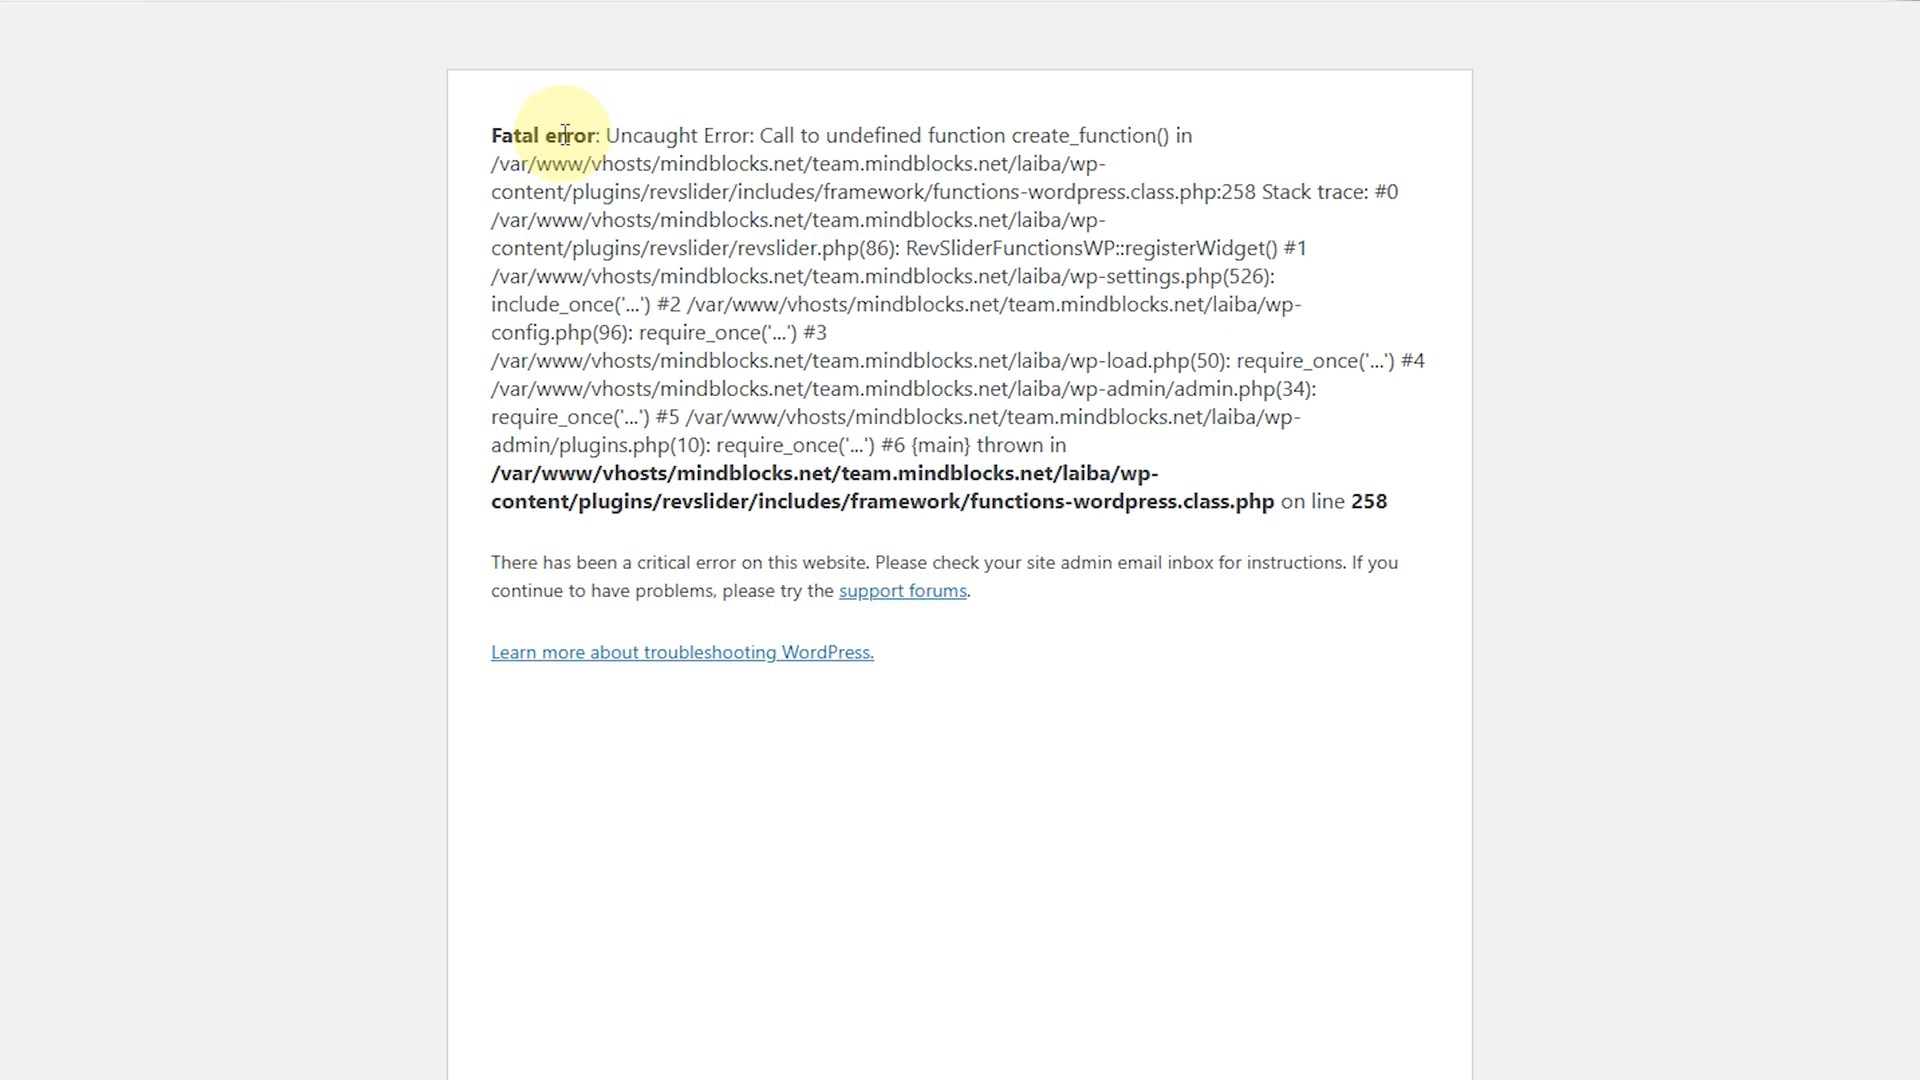 Fatal error: Uncaught Error: Call to undefined function create_function() in
/var/www/vhosts/mindblocks.net/team.mindblocks.net/laiba/wp-
content/plugins/revslider/includes/framework/functions-wordpress.class.php:258 Stack trace: #0
/var/www/vhosts/mindblocks.net/team.mindblocks.net/laiba/wp-
content/plugins/revslider/revslider.php(86): RevSliderFunctionsWP::registerWidget() #1
/var/www/vhosts/mindblocks.net/team.mindblocks.net/laiba/wp-settings.php(526):
include_once('...') #2 /var/www/vhosts/mindblocks.net/team.mindblocks.net/laiba/wp-
config.php(96): require_once('...') #3
/var/www/vhosts/mindblocks.net/team.mindblocks.net/laiba/wp-load.php(50): require_once('...') #4
/var/www/vhosts/mindblocks.net/team.mindblocks.net/laiba/wp-admin/admin.php(34):
require_once('...') #5 /var/www/vhosts/mindblocks.net/team.mindblocks.net/laiba/wp-
admin/plugins.php(10): require_once('...') #6 {main} thrown in
/var/www/vhosts/mindblocks.net/team.mindblocks.net/laiba/wp-
content/plugins/revslider/includes/framework/functions-wordpress.class.php on line 258
There has been a critical error on this website. Please check your site admin email inbox for instructions. If you
continue to have problems, please try the support forums.
Learn more about troubleshooting WordPress.